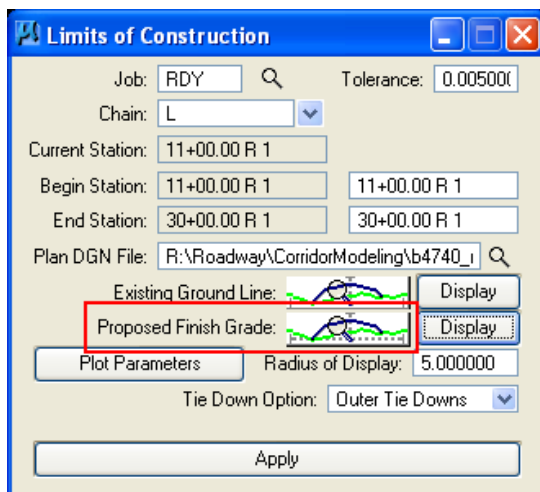 Limits of Construction
Job: RDY Tolerance: 0.00500(
Chain: L
Current Station: 11+00.00 R 1
Begin Station: 11+00.00 R 1 11+00.00 R 1
End Station: 30+00.00 R 1 30+00.00 R 1
Plan DGN File: R:\Roadway\CorridorModeling\b4740_
Existing Ground Line: Display
Proposed Finish Grade: Display
Plot Parameters Radius of Display: 5.000000
Tie Down Option: Outer Tie Downs
Apply